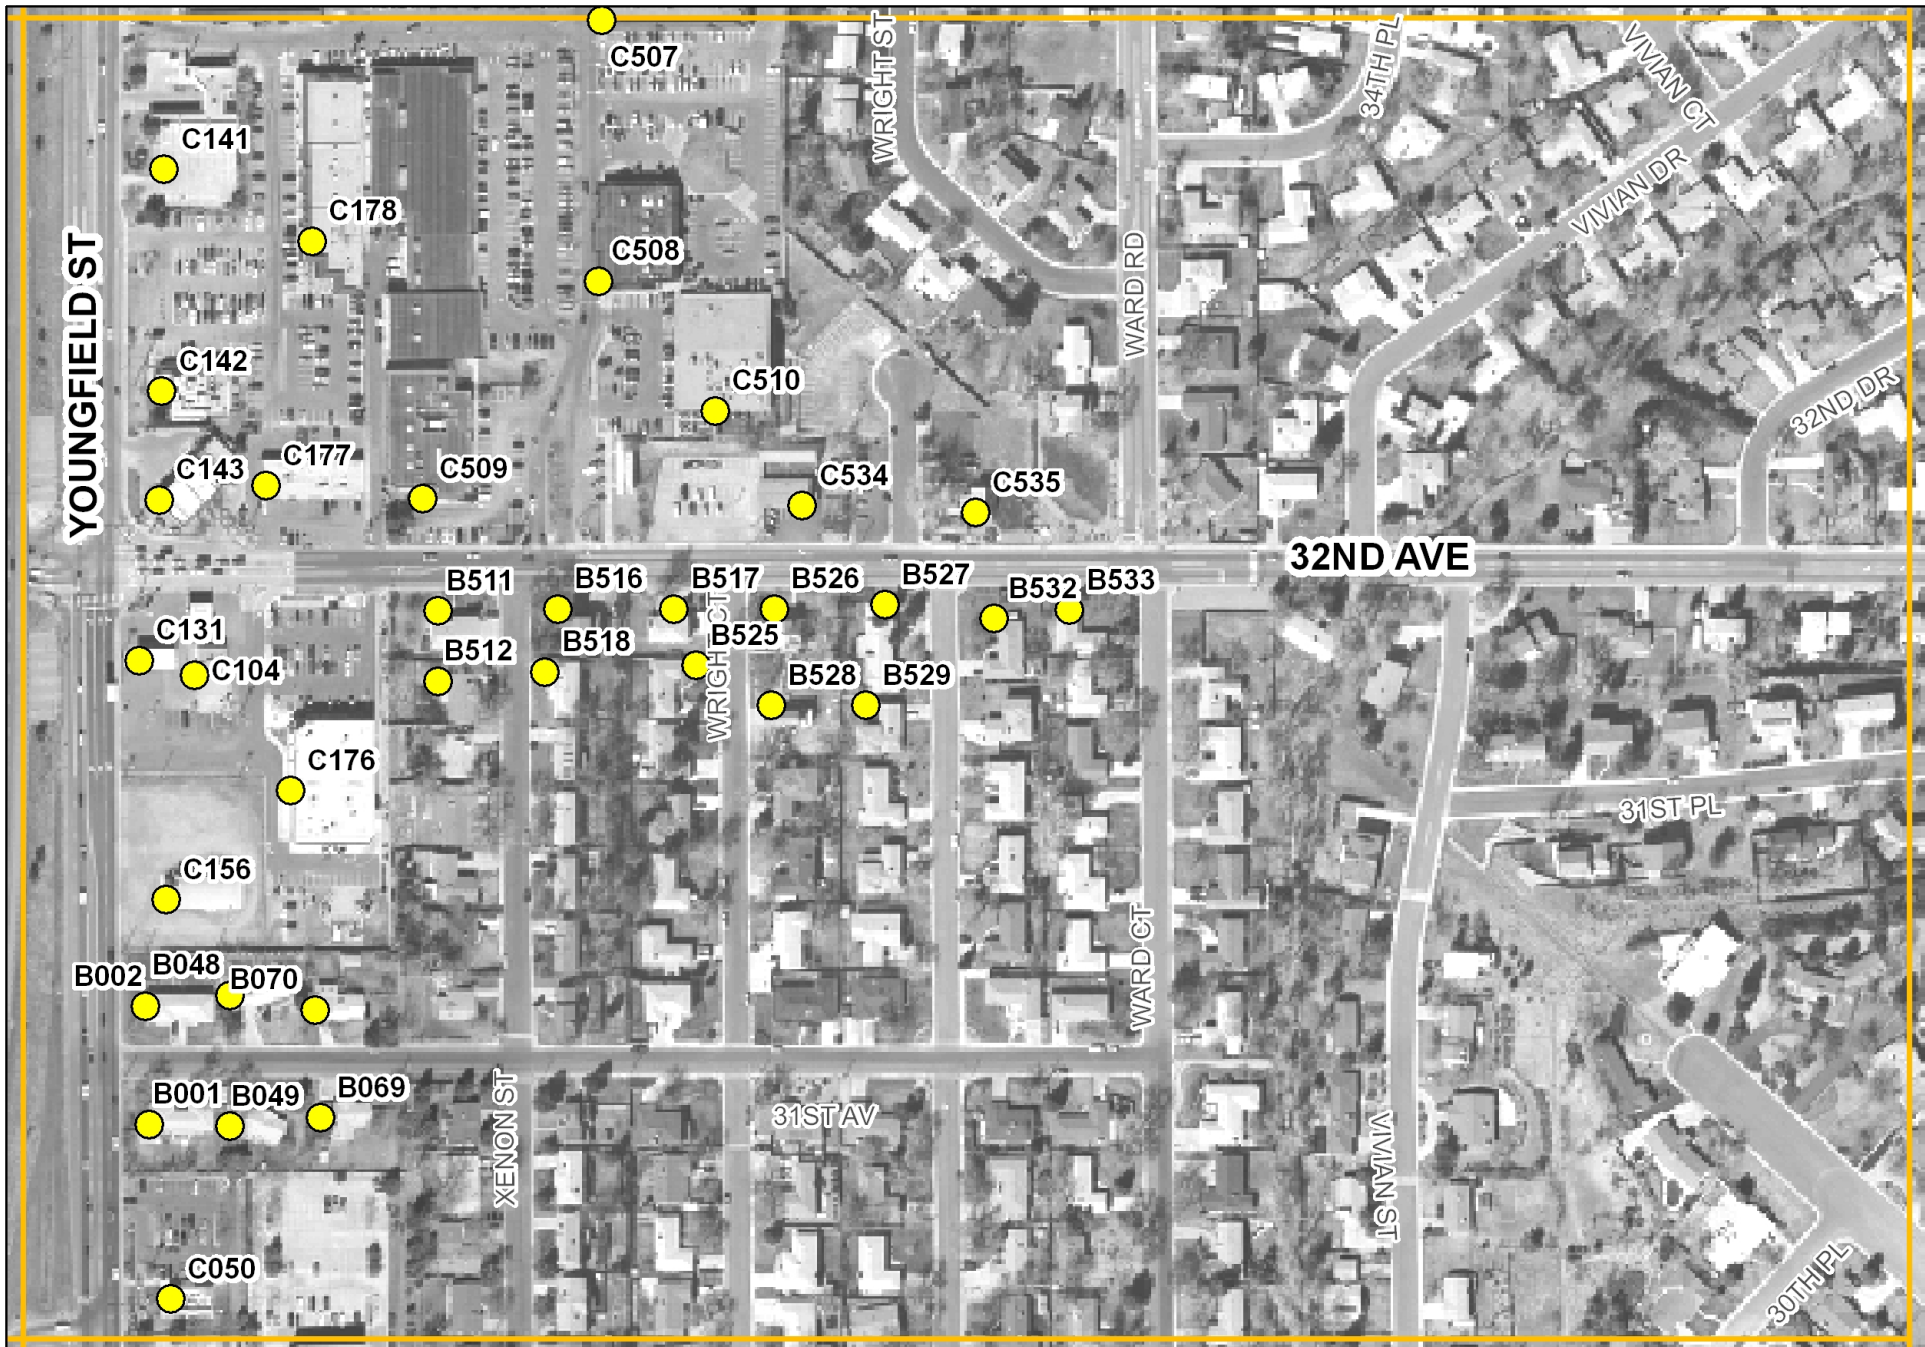 C507
WRIGHT ST
34TH PL
VIVIAN CT
C141
VIVIAN DR
C178
C508
YOUNGFIELD ST
WARD RD
C142
C510
32ND DR
C143
C177
C509
C534
C535
32ND AVE
B511
B516
B517
B526
B527
B532
B533
C131
B512
B518
WRIGHT CT
B525
C104
B528
B529
C176
31ST PL
C156
WARD CT
B002
B048
B070
B001
B049
B069
XENON ST
31ST AV
VIVIAN ST
C050
30TH PL